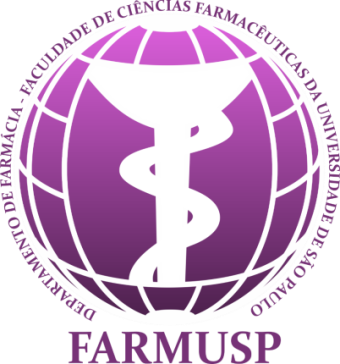 DEPARTAMENTO DE FARMÁCIA - FACULDADE DE CIÊNCIAS FARMACÊUTICAS DA UNIVERSIDADE DE SÃO PAULO
FARMUSP